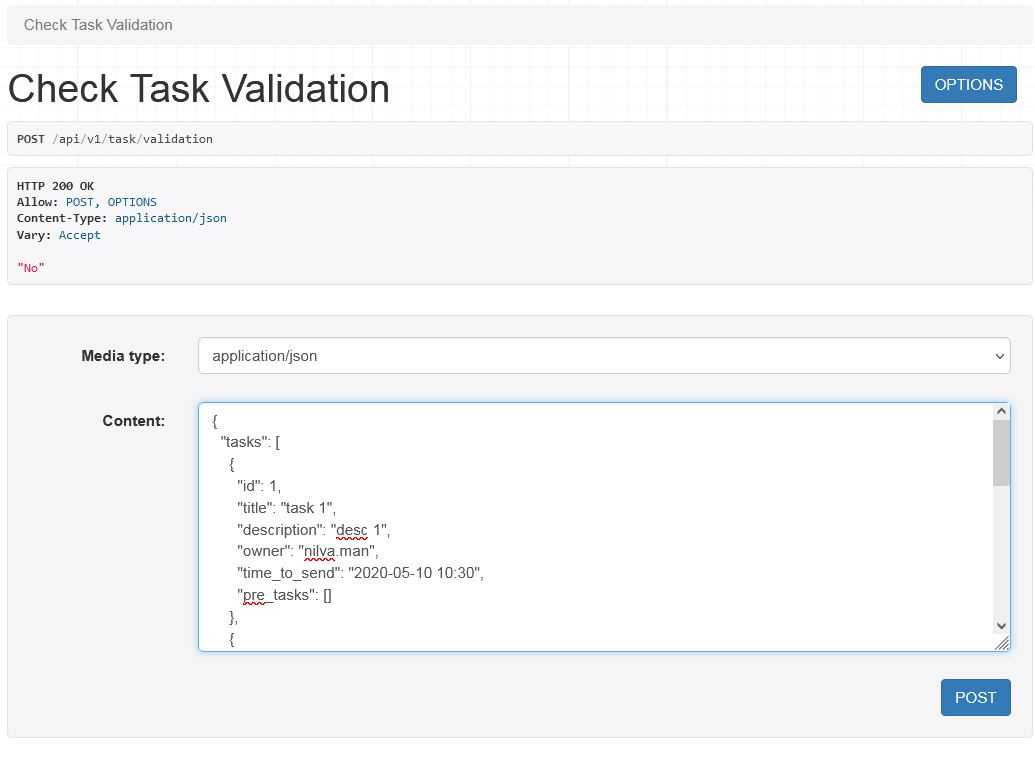 Check Task Validation
Check Task Validation
OPTIONS
POST /api/v1/task/validation
HTTP 200 OK
Allow: POST, OPTIONS
Content-Type: application/json
Vary: Accept
"No"
Media type:
application/json
Content:
{
"tasks": [
{
"id": 1,
"title": "task 1",
"description": "desc 1",
"owner": "nilva.man",
"time_to_send": "2020-05-10 10:30",
"pre_tasks": []
},
{
POST